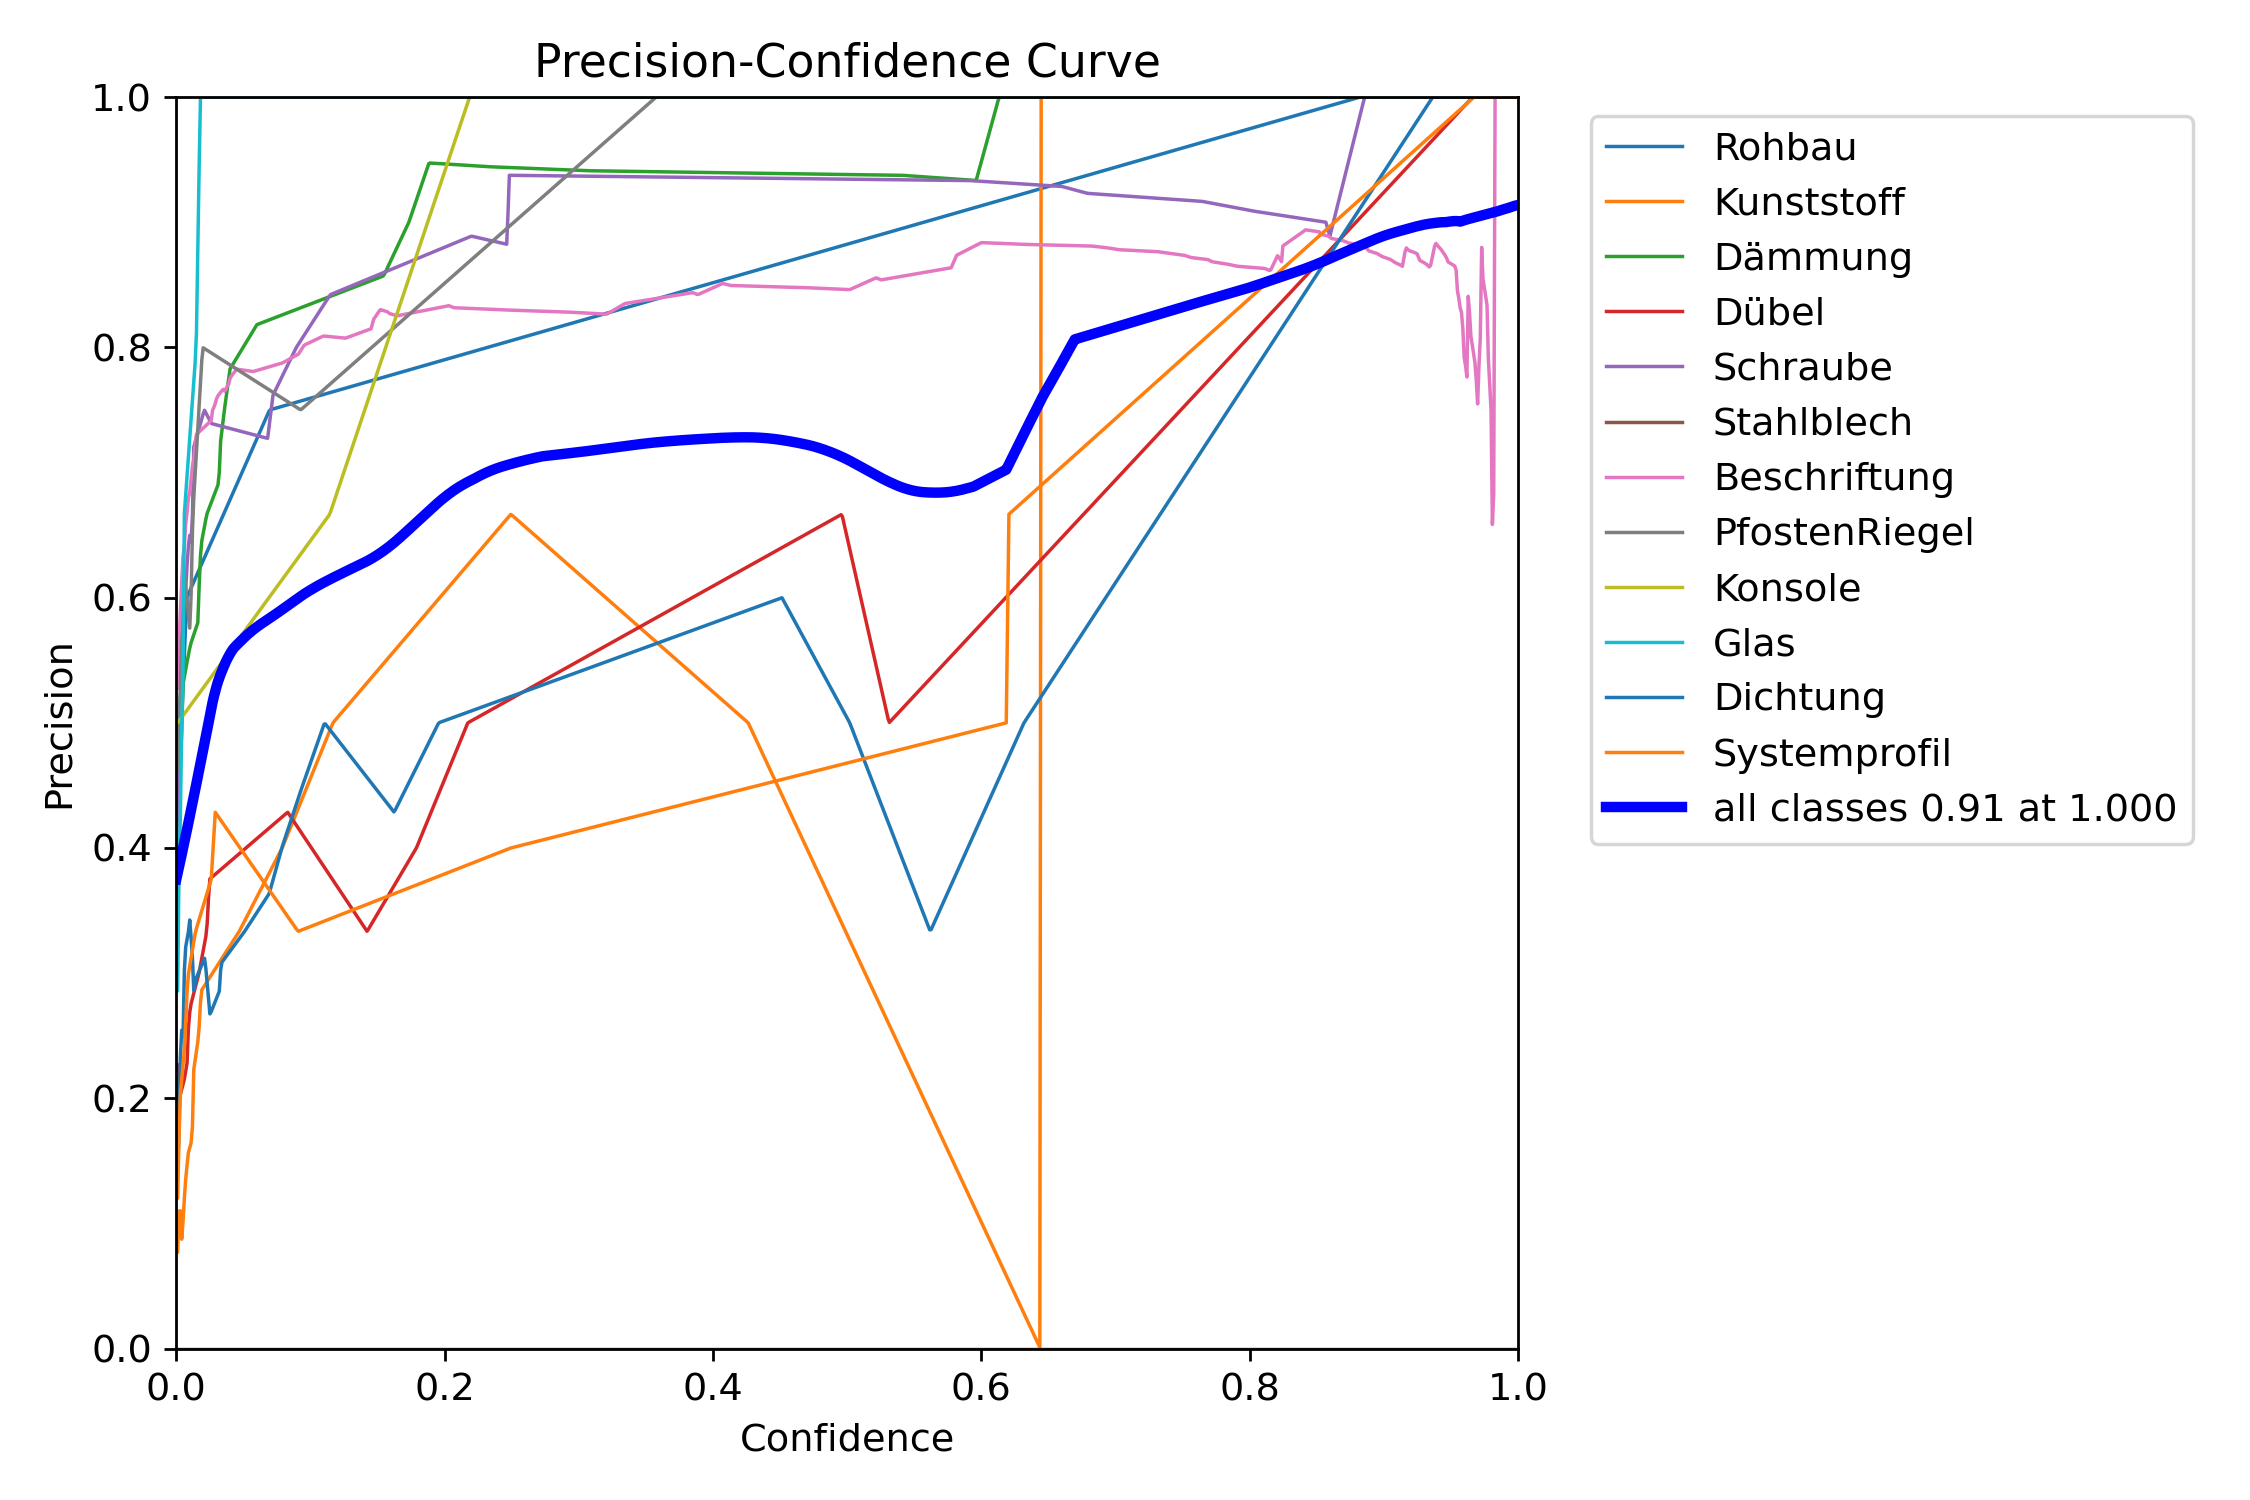 Precision-Confidence Curve
1.0
0.8
0.6
0.4
0.2
0.0
Precision
0.0 0.2 0.4 0.6 0.8 1.0
Confidence
Rohbau
Kunststoff
Dämmung
Dübel
Schraube
Stahlblech
Beschriftung
PfostenRiegel
Konsole
Glas
Dichtung
Systemprofil
all classes 0.91 at 1.000